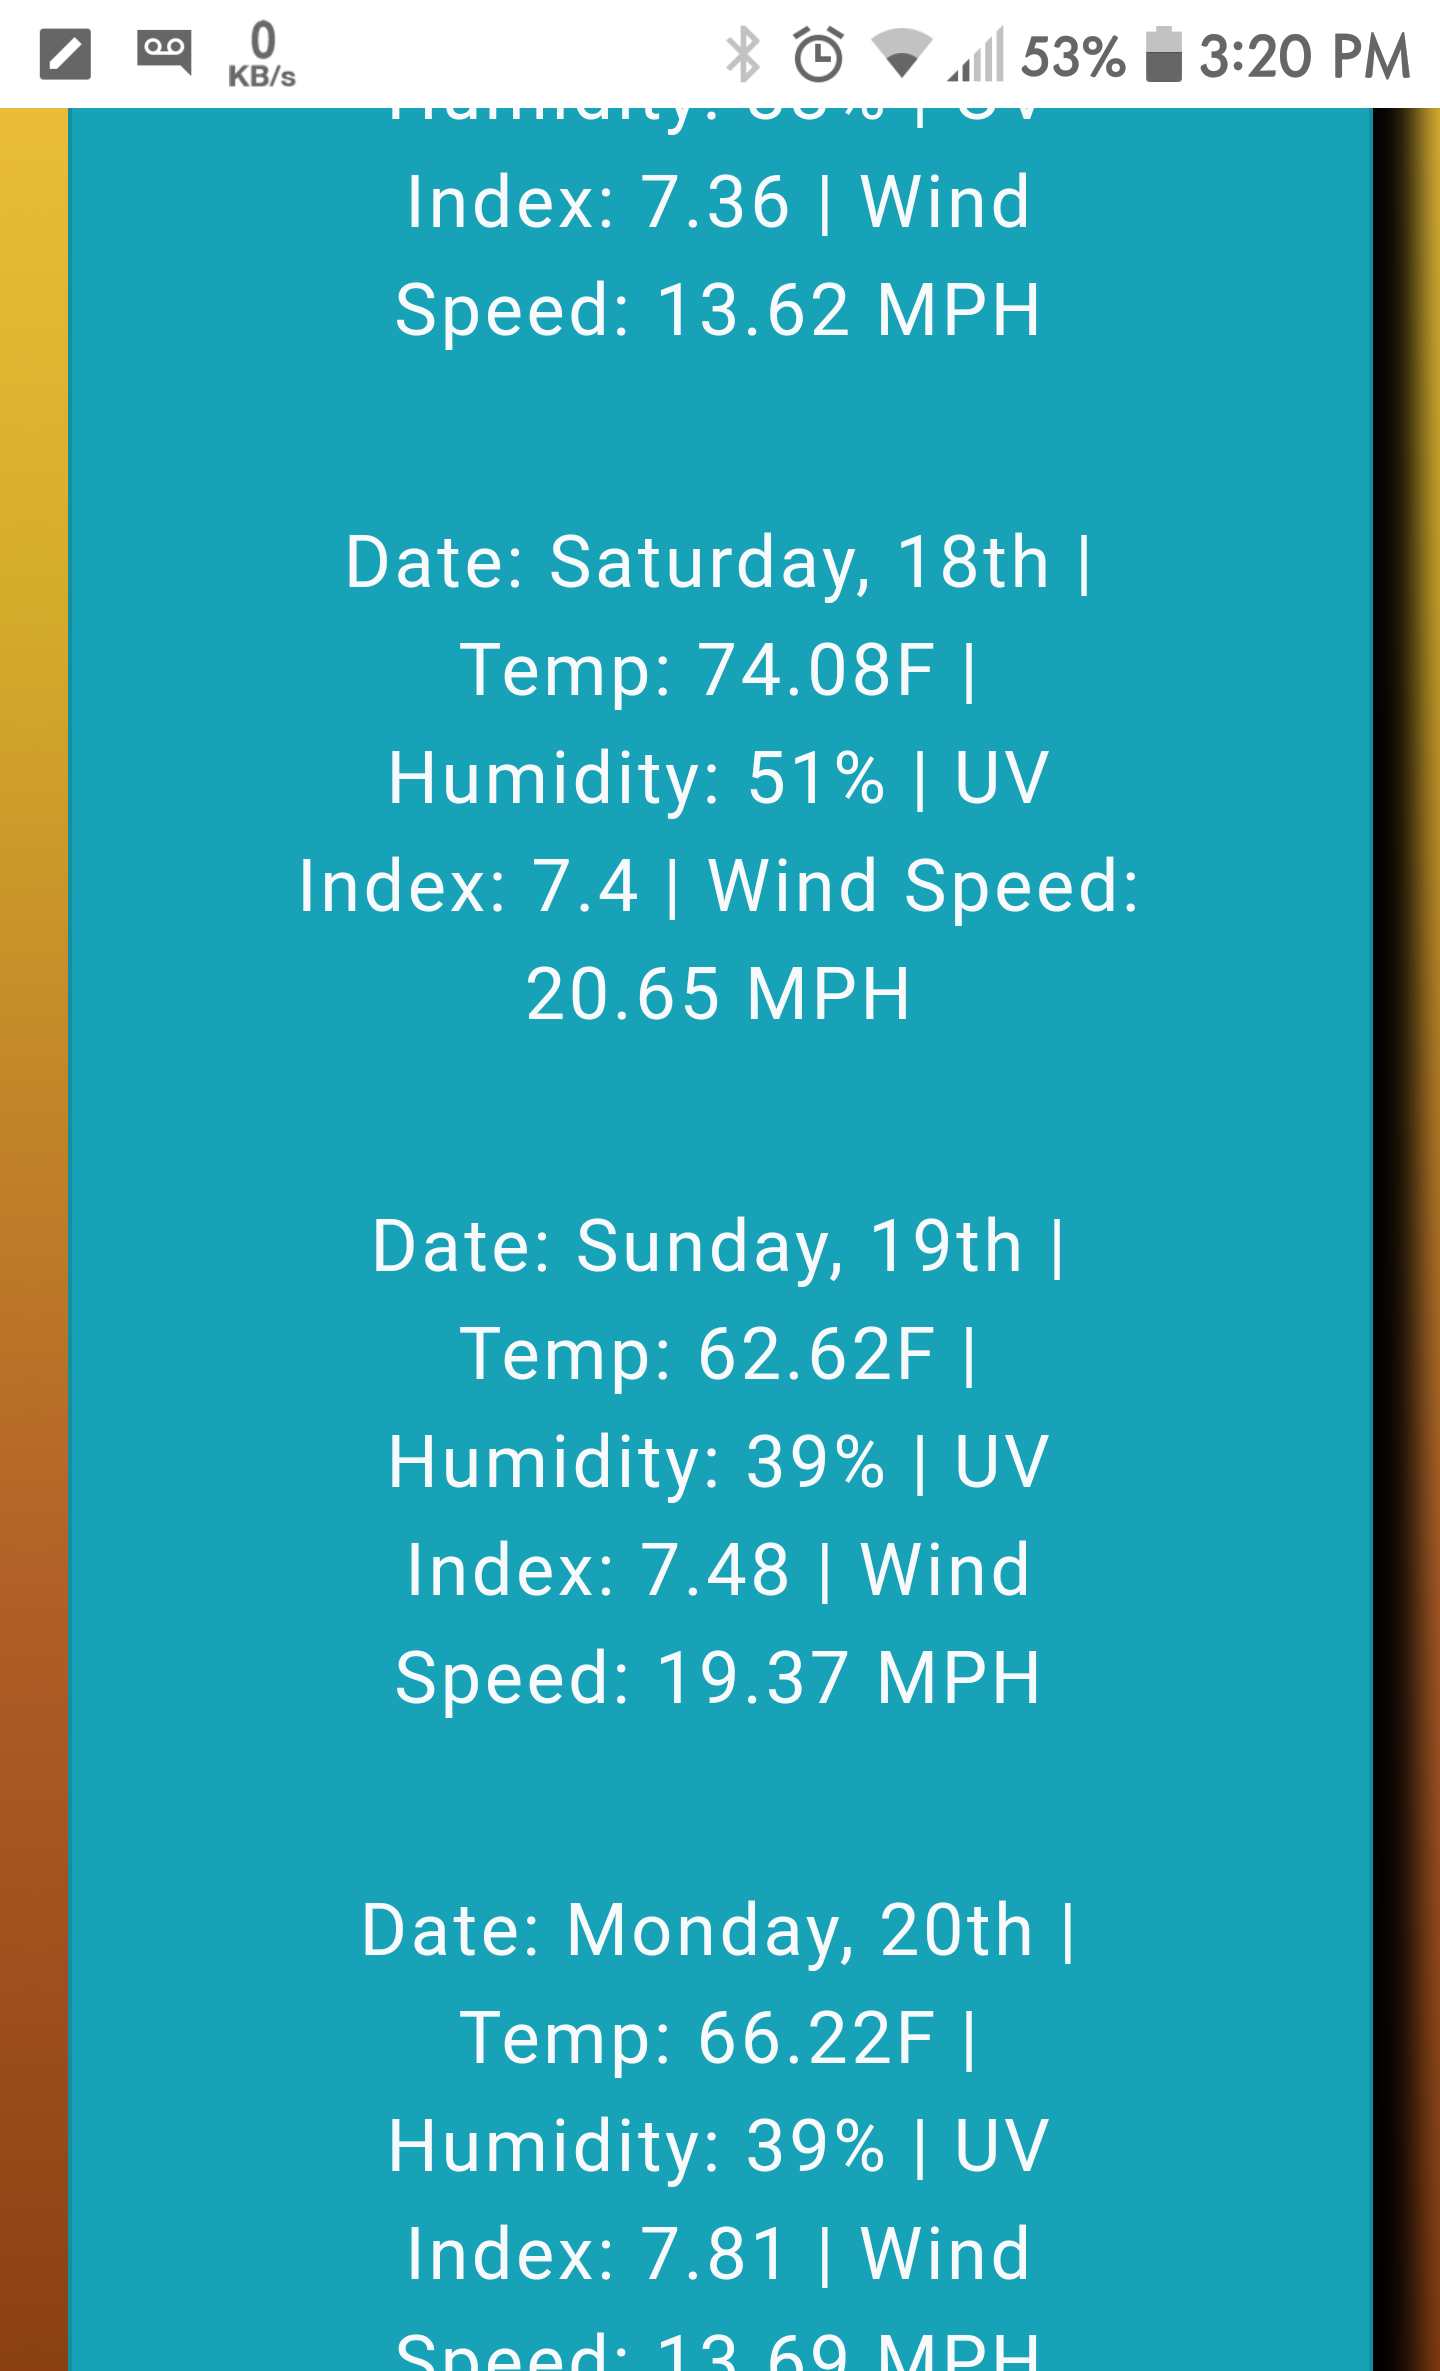 0
KB/s
53% 3:20 PM
Humidity: | UV
Index: 7.36 | Wind
Speed: 13.62 MPH
Date: Saturday, 18th |
Temp: 74.08F |
Humidity: 51% | UV
Index: 7.4 | Wind Speed:
20.65 MPH
Date: Sunday, 19th |
Temp: 62.62F |
Humidity: 39% | UV
Index: 7.48 | Wind
Speed: 19.37 MPH
Date: Monday, 20th |
Temp: 66.22F |
Humidity: 39% | UV
Index: 7.81 | Wind
Speed: 13.69 MPH